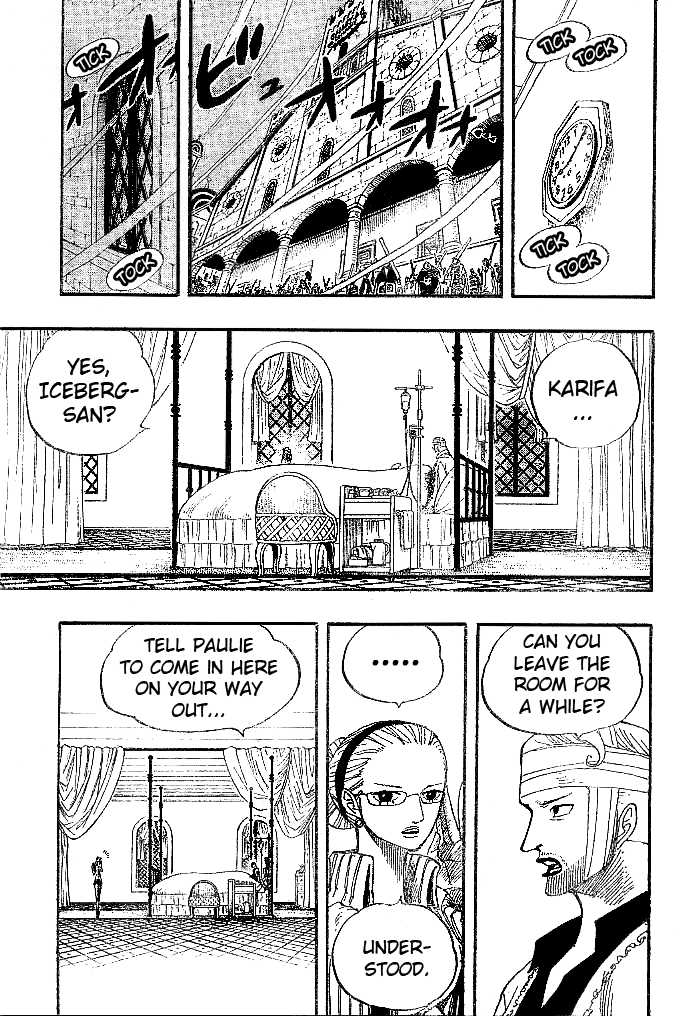 TICK
TOCK
TICK
TOCK
ビュオオオ
オオ
TICK
TOCK
KARIFA
...
YES,
ICEBERG-
SAN?
CAN YOU
LEAVE THE
ROOM FOR
A WHILE?
.....
UNDER-
STOOD.
TELL PAULIE
TO COME IN HERE
ON YOUR WAY
OUT...